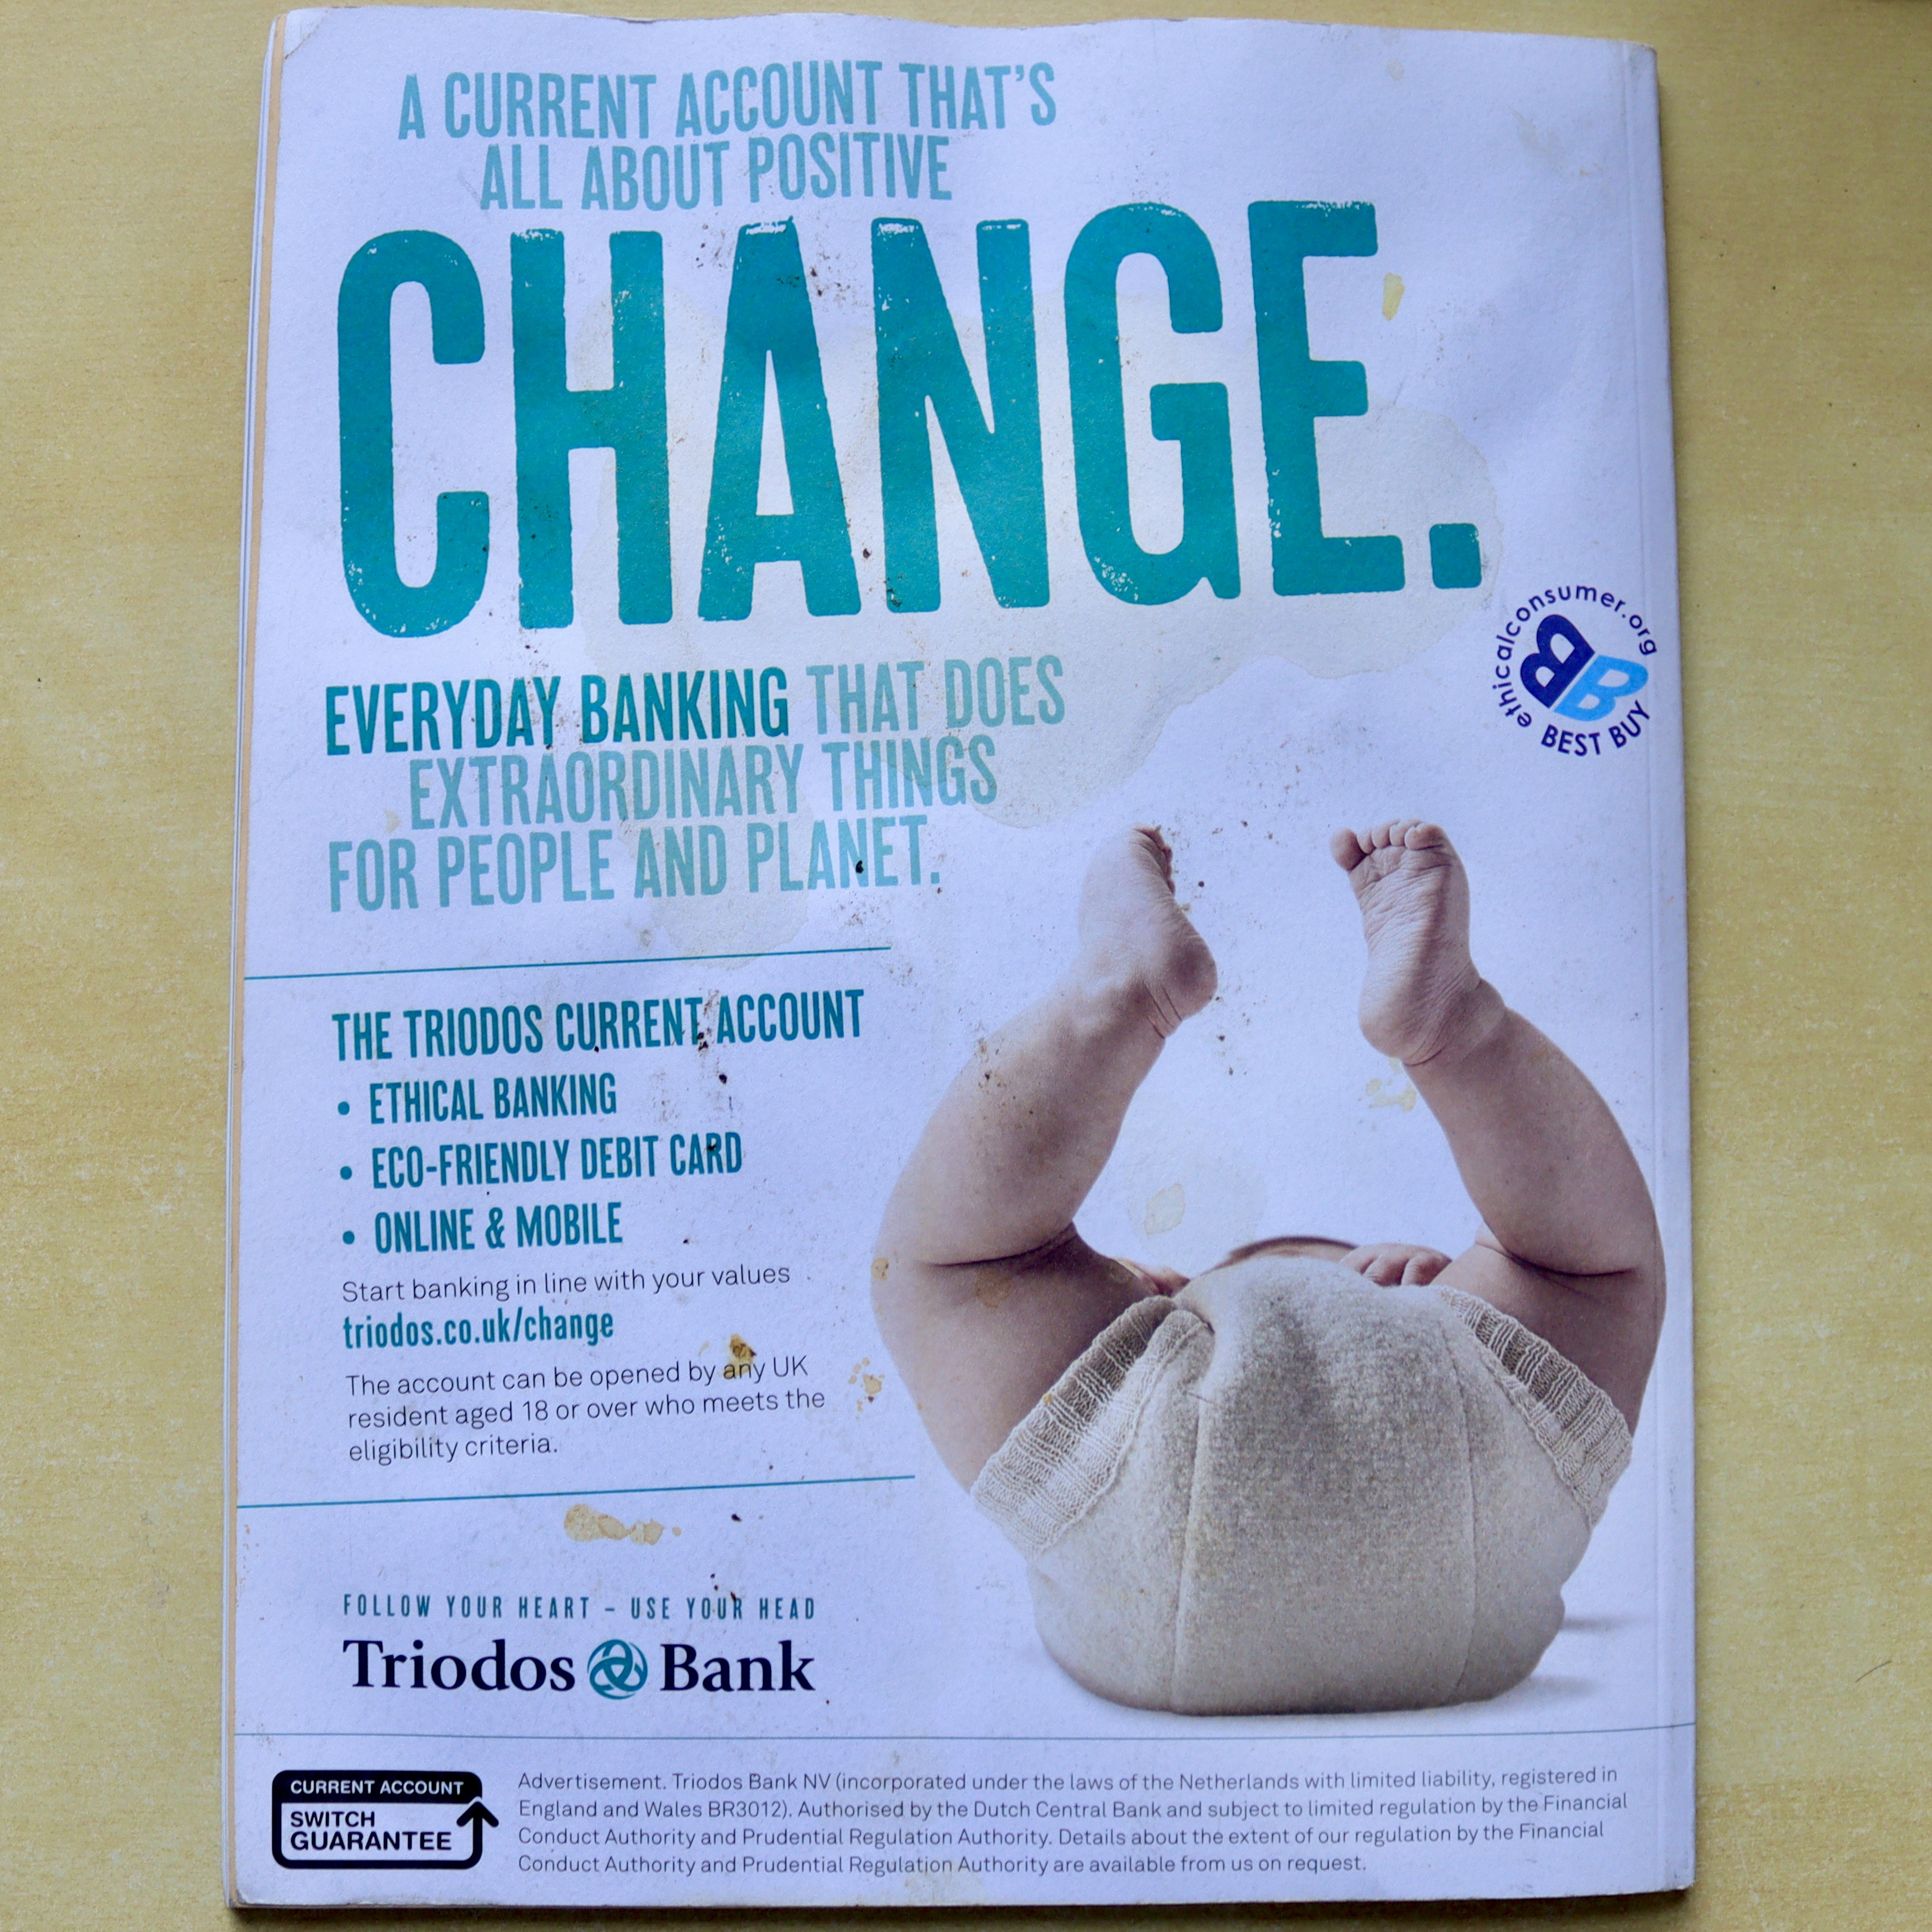 A CURRENT ACCOUNT THAT'S
ALL ABOUT POSITIVE
CHANGE.
ethicalconsumer.org
BB
BEST BUY
EVERYDAY BANKING THAT DOES
EXTRAORDINARY THINGS
FOR PEOPLE AND PLANET.
THE TRIODOS CURRENT ACCOUNT
• ETHICAL BANKING
• ECO-FRIENDLY DEBIT CARD
• ONLINE & MOBILE
Start banking in line with your values
triodos.co.uk/change
The account can be opened by any UK
resident aged 18 or over who meets the
eligibility criteria.
FOLLOW YOUR HEART – USE YOUR HEAD
Triodos Bank
CURRENT ACCOUNT
SWITCH
GUARANTEE
Advertisement. Triodos Bank NV (incorporated under the laws of the Netherlands with limited liability, registered in
England and Wales BR3012). Authorised by the Dutch Central Bank and subject to limited regulation by the Financial
Conduct Authority and Prudential Regulation Authority. Details about the extent of our regulation by the Financial
Conduct Authority and Prudential Regulation Authority are available from us on request.